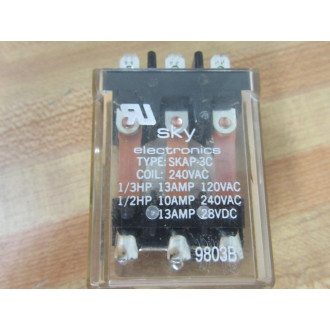 sky
electronics
TYPE: SKAP-3C
COIL: 240VAC
1/3HP 13AMP 120VAC
1/2HP 10AMP 240VAC
13AMP 28VDC
9803B